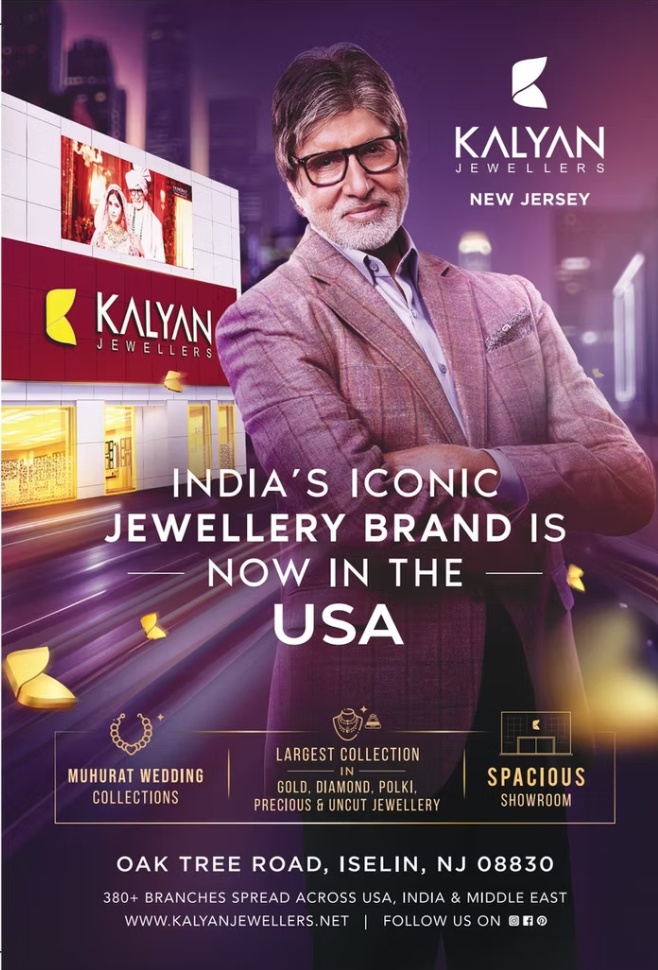 KALYAN
JEWELLERS
NEW JERSEY
KALYAN
JEWELLERS
INDIA'S ICONIC
JEWELLERY BRAND IS
NOW IN THE
USA
MUHURAT WEDDING
COLLECTIONS
LARGEST COLLECTION
IN
GOLD, DIAMOND, POLKI,
PRECIOUS & UNCUT JEWELLERY
SPACIOUS
SHOWROOM
OAK TREE ROAD, ISELIN, NJ 08830
380+ BRANCHES SPREAD ACROSS USA, INDIA & MIDDLE EAST
WWW.KALYANJEWELLERS.NET | FOLLOW US ON